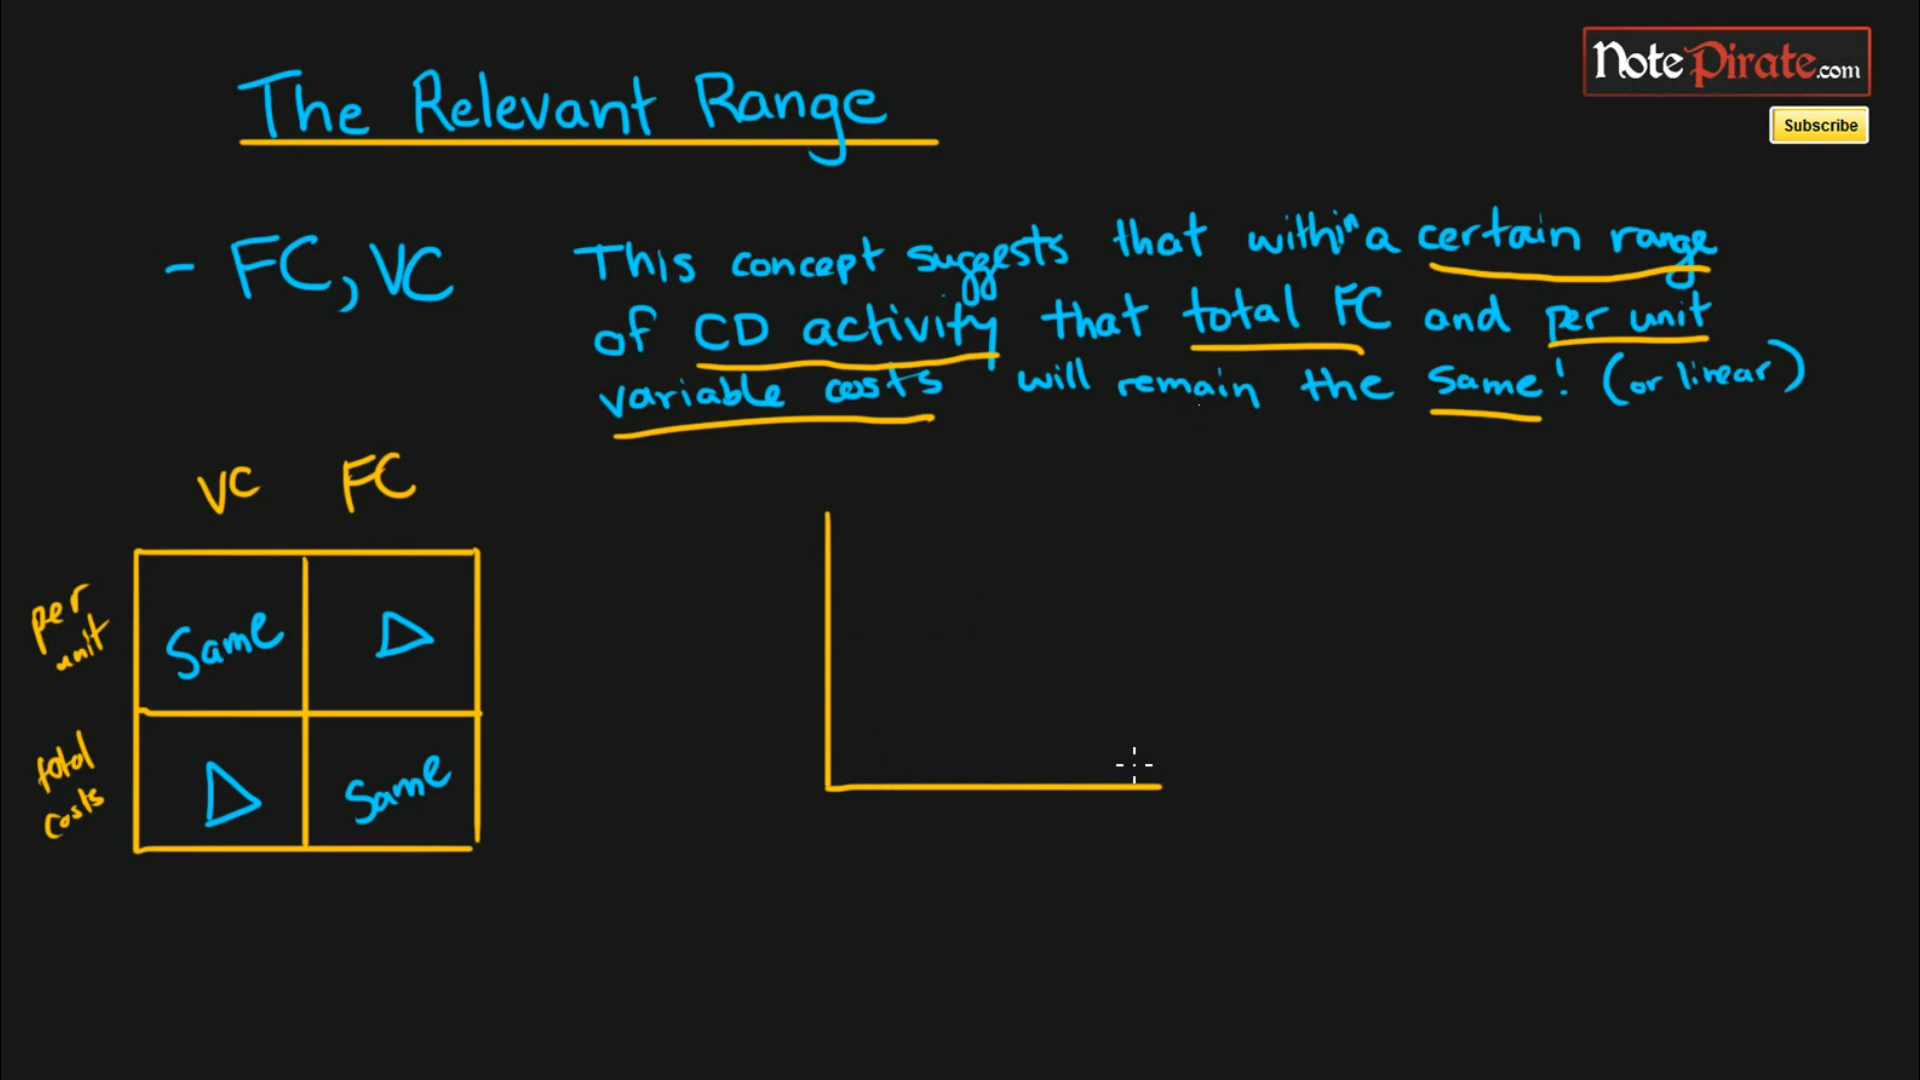 The Relevant Range
NotePirate.com
Subscribe
- FC, VC
This concept suggests that within a certain range
of CD activity that total FC and per unit
variable costs will remain the same! (or linear)
VC FC
per
unit
Same
total
costs
Same